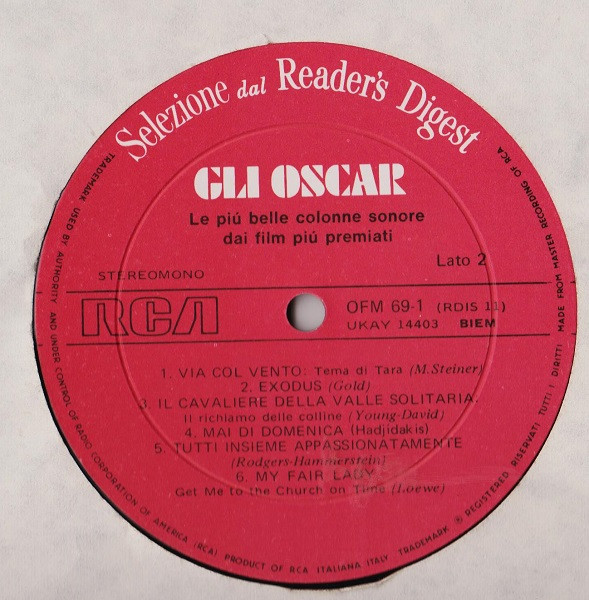 Selezione dal Reader's Digest
GLI OSCAR
Le piú belle colonne sonore
dai film piú premiati
Lato 2
STEREOMONO
RCA
OFM 69-1 (RDIS 11)
UKAY 14403 BIEM
1. VIA COL VENTO: Tema di Tara (M.Steiner)
2. EXODUS (Gold)
3. IL CAVALIERE DELLA VALLE SOLITARIA:
Il richiamo delle colline (Young-David)
4. MAI DI DOMENICA (Hadjidakis)
5. TUTTI INSIEME APPASSIONATAMENTE
(Rodgers-Hammerstein)
6. MY FAIR LADY
Get Me to the Church on Time (Loewe)
TRADEMARK USED BY AUTHORITY AND UNDER CONTROL OF RADIO CORPORATION OF AMERICA (RCA) PRODUCT OF RCA ITALIANA ITALY. TRADEMARK ® REGISTERED RISERVATI TUTTI I DIRITTI MADE FROM MASTER RECORDING OF RCA